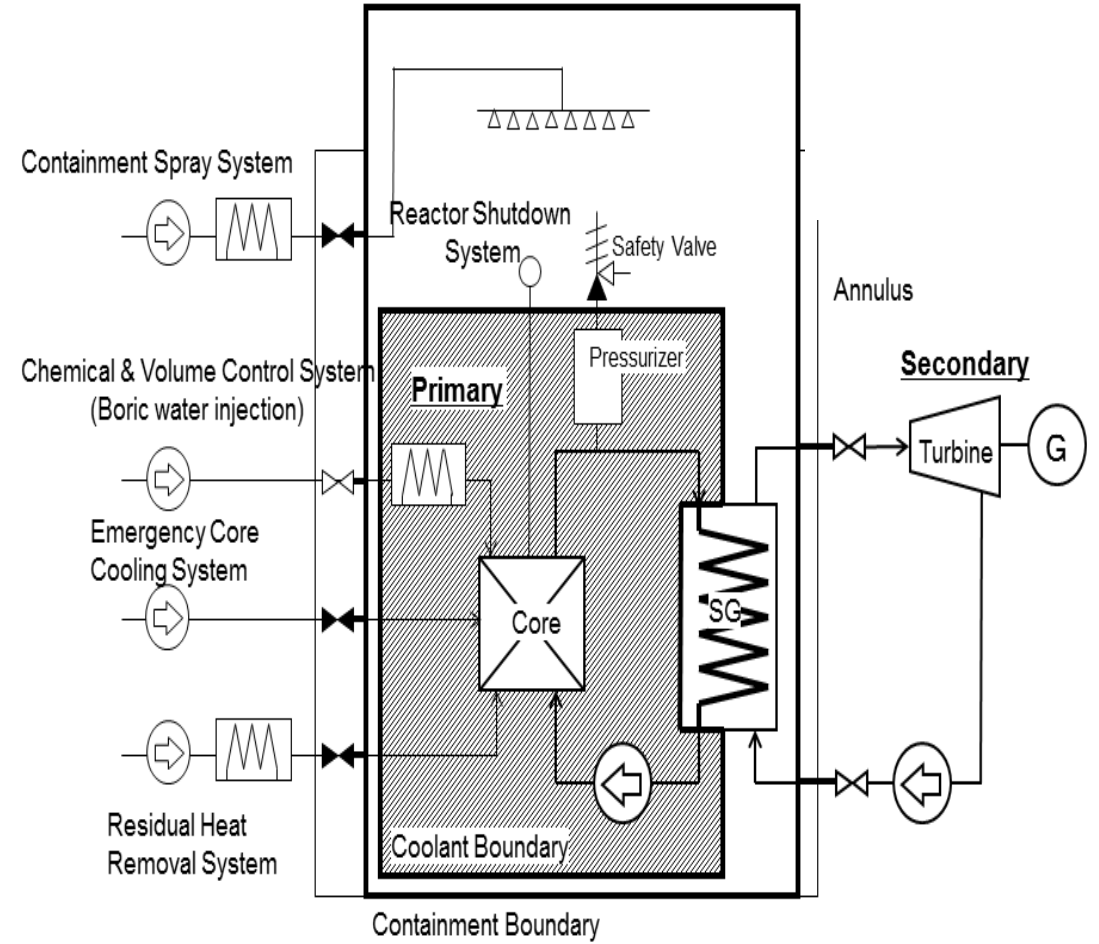 Containment Spray System
Reactor Shutdown
System
Safety Valve
Annulus
Chemical & Volume Control System
(Boric water injection)
Primary
Pressurizer
Secondary
Turbine
G
Emergency Core
Cooling System
Core
SG
Residual Heat
Removal System
Coolant Boundary
Containment Boundary